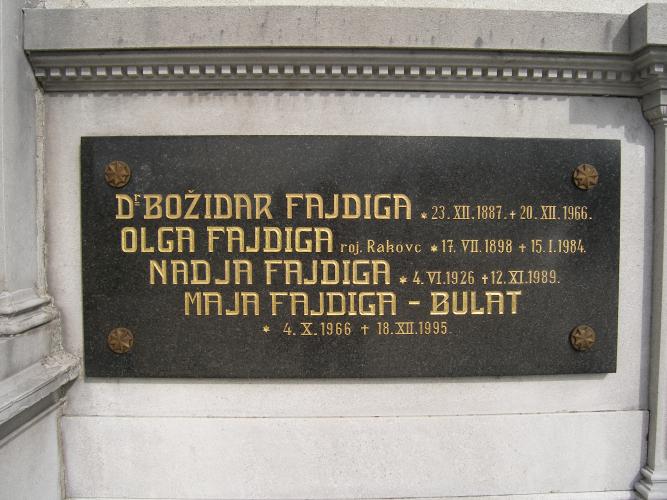 Dr BOŽIDAR FAJDIGA * 23. XII. 1887. + 20. XII. 1966.
OLGA FAJDIGA roj. Rakovc * 17. VII. 1898 + 15. I. 1984.
NADJA FAJDIGA * 4. VI. 1926 + 12. XI. 1989.
MAJA FAJDIGA - BULAT
* 4. X. 1966 + 18. XII. 1995.